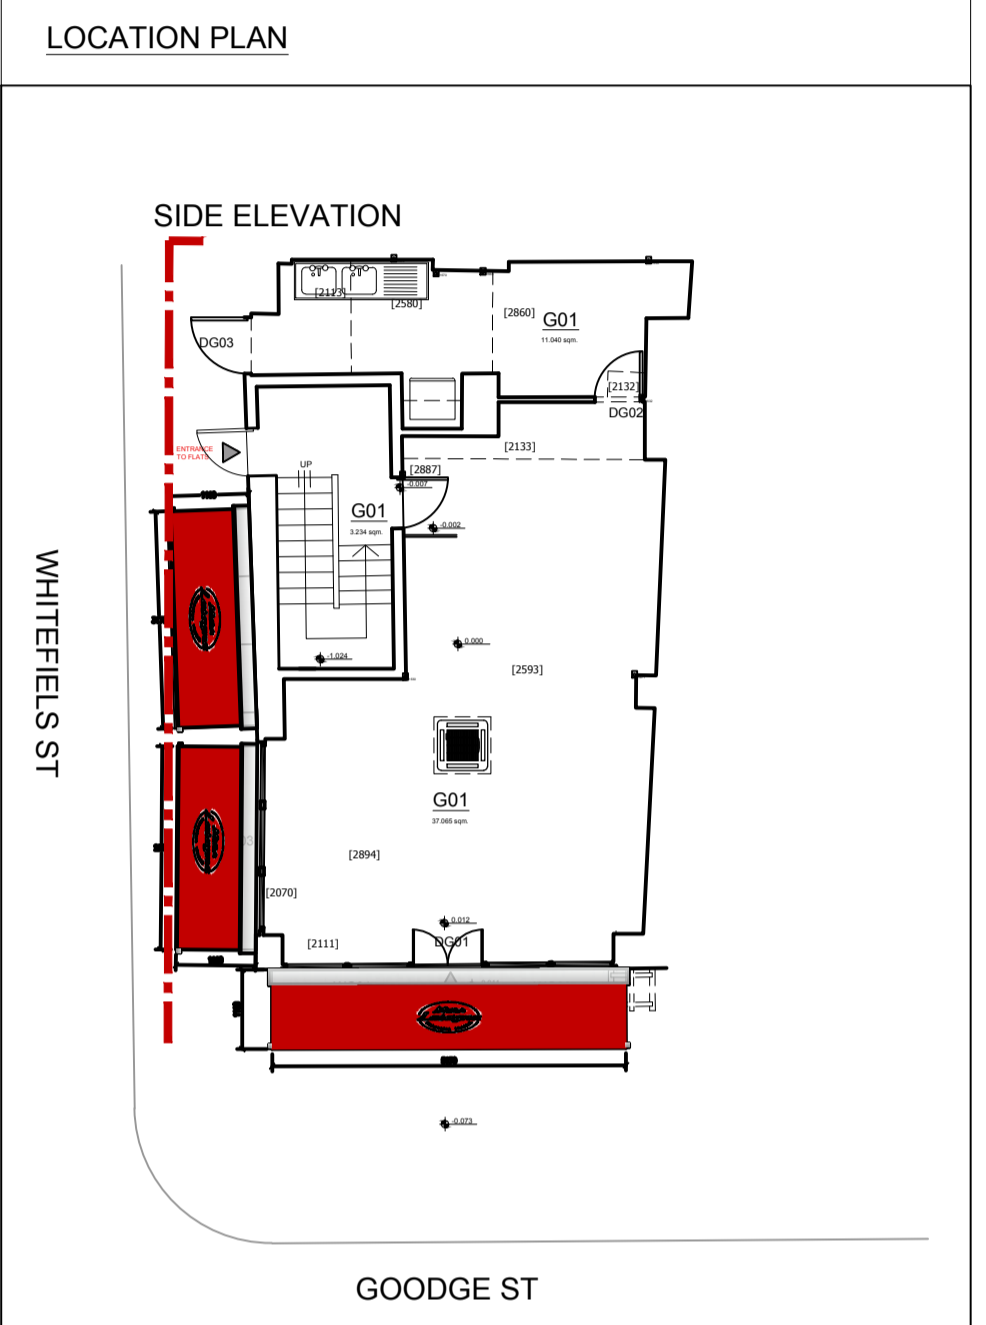 LOCATION PLAN
SIDE ELEVATION
[2113]
[2580]
[2860]
G01
11.040 sqm.
DG03
[2132]
DG02
ENTRANCE
TO FLATS
[2133]
UP
[2887]
-0.007
G01
3.234 sqm.
-0.002
WHITEFIELS ST
0.000
-1.024
[2593]
G01
37.065 sqm.
[2894]
[2070]
0.012
[2111]
DG01
-0.073
GOODGE ST